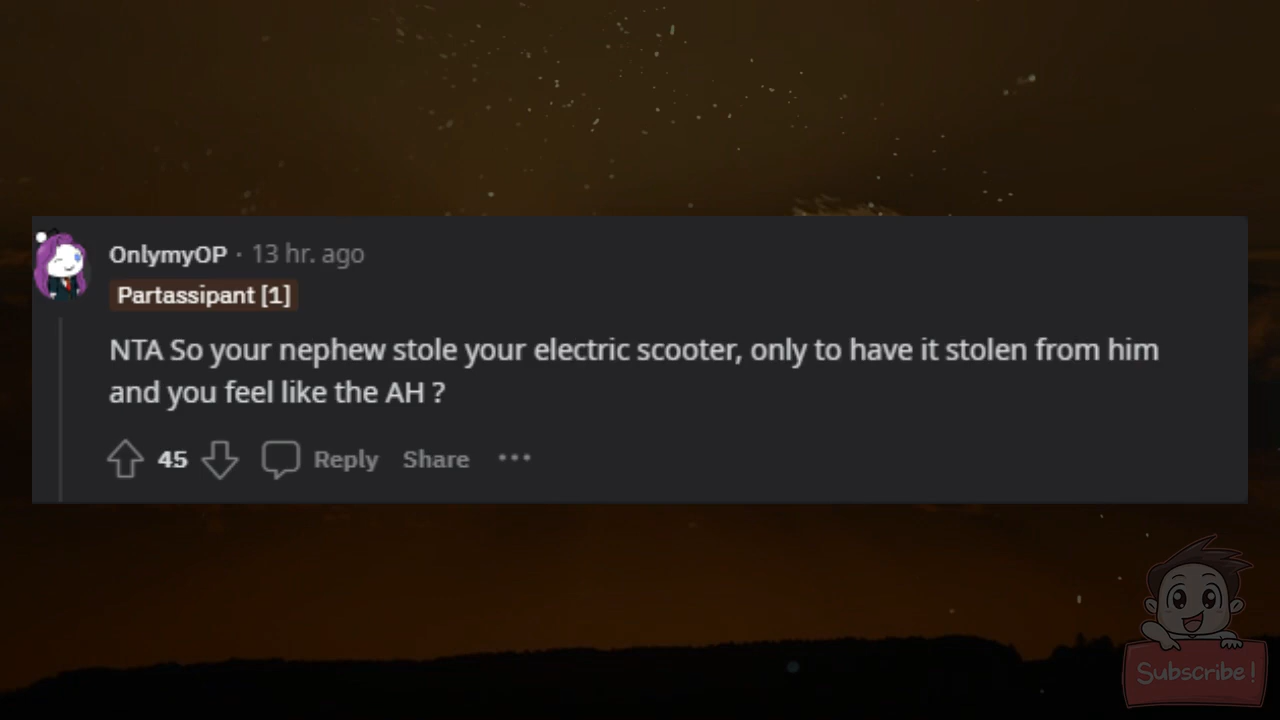 OnlymyOP · 13 hr. ago
Partassipant [1]
NTA So your nephew stole your electric scooter, only to have it stolen from him
and you feel like the AH ?
45 Reply Share •••
Subscribe!